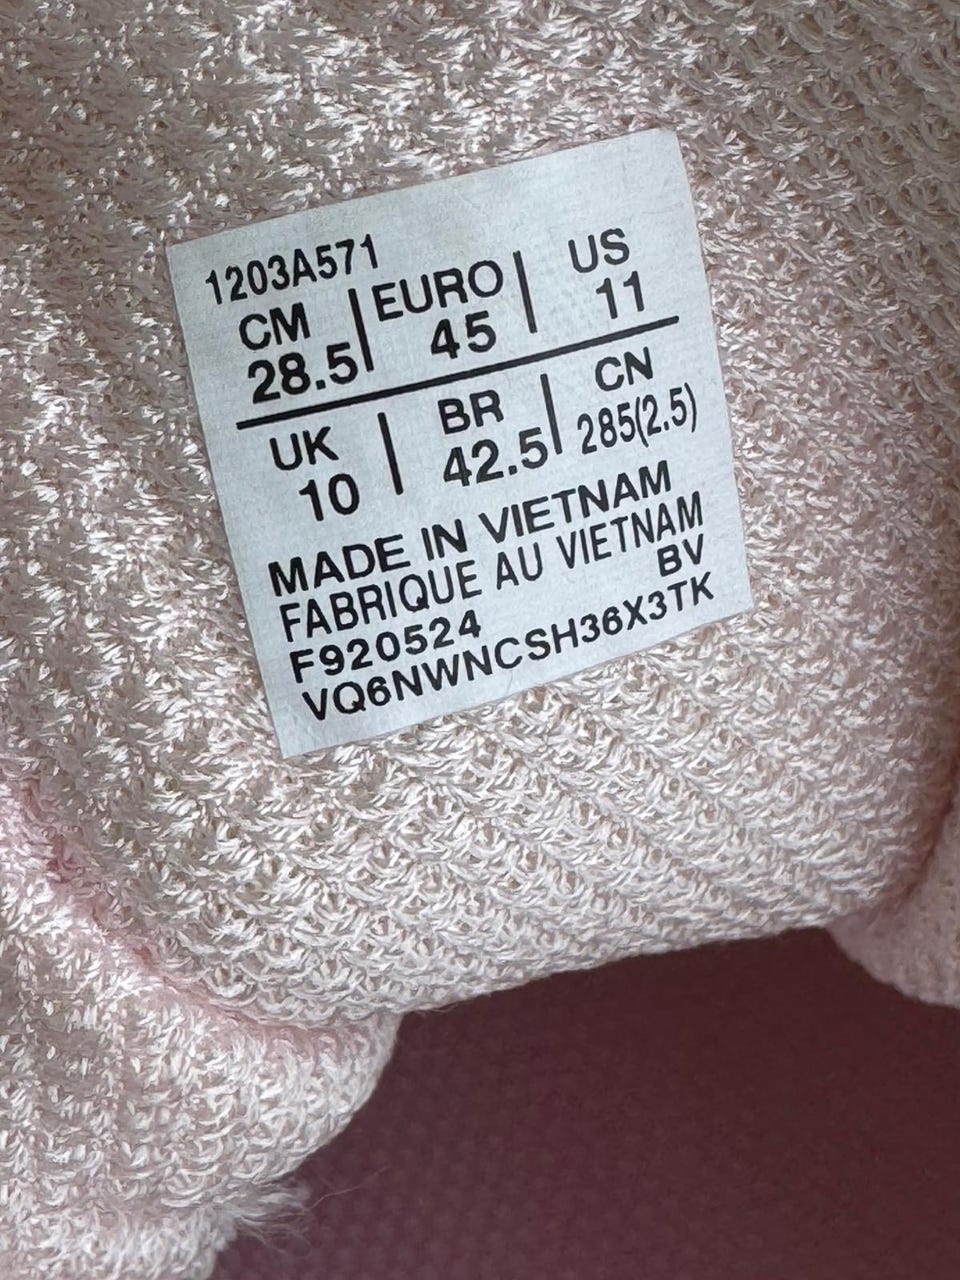 1203A571
CM | EURO | US
28.5 | 45 | 11
UK | BR | CN
10 | 42.5 | 285(2.5)
MADE IN VIETNAM
FABRIQUE AU VIETNAM
BV
F920524
VQ6NWNCSH36X3TK